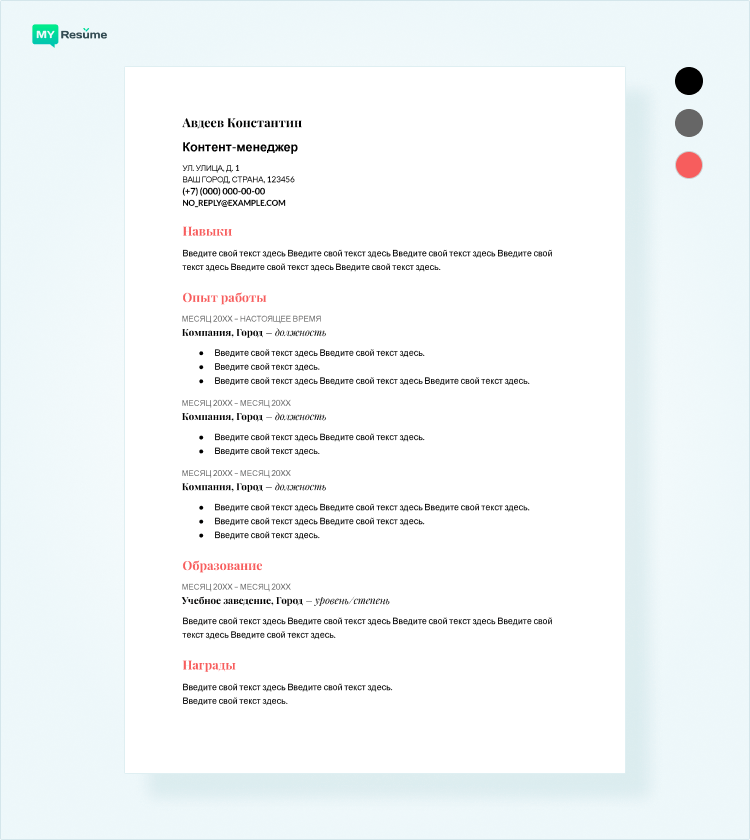 MY Resume
Авдеев Константин
Контент-менеджер
УЛ. УЛИЦА, Д. 1
ВАШ ГОРОД, СТРАНА, 123456
(+7) (000) 000-00-00
NO_REPLY@EXAMPLE.COM
Навыки
Введите свой текст здесь Введите свой текст здесь Введите свой текст здесь Введите свой
текст здесь Введите свой текст здесь Введите свой текст здесь.
Опыт работы
МЕСЯЦ 20XX – НАСТОЯЩЕЕ ВРЕМЯ
Компания, Город – должность
● Введите свой текст здесь Введите свой текст здесь.
● Введите свой текст здесь.
● Введите свой текст здесь Введите свой текст здесь Введите свой текст здесь.
МЕСЯЦ 20XX – МЕСЯЦ 20XX
Компания, Город – должность
● Введите свой текст здесь Введите свой текст здесь.
● Введите свой текст здесь.
МЕСЯЦ 20XX – МЕСЯЦ 20XX
Компания, Город – должность
● Введите свой текст здесь Введите свой текст здесь Введите свой текст здесь.
● Введите свой текст здесь Введите свой текст здесь.
● Введите свой текст здесь.
Образование
МЕСЯЦ 20XX – МЕСЯЦ 20XX
Учебное заведение, Город – уровень/степень
Введите свой текст здесь Введите свой текст здесь Введите свой текст здесь Введите свой
текст здесь Введите свой текст здесь.
Награды
Введите свой текст здесь Введите свой текст здесь.
Введите свой текст здесь.